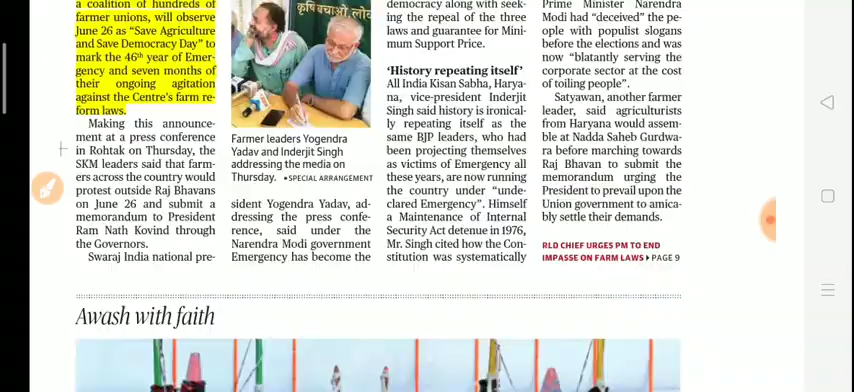 a coalition of hundreds of
farmer unions, will observe
June 26 as “Save Agriculture
and Save Democracy Day” to
mark the 46th year of Emer-
gency and seven months of
their ongoing agitation
against the Centre’s farm re-
form laws.
Making this announce-
ment at a press conference
in Rohtak on Thursday, the
SKM leaders said that farm-
ers across the country would
protest outside Raj Bhavans
on June 26 and submit a
memorandum to President
Ram Nath Kovind through
the Governors.
Swaraj India national pre-
कृषि बचाओ, लोक
Farmer leaders Yogendra
Yadav and Inderjit Singh
addressing the media on
Thursday. •SPECIAL ARRANGEMENT
sident Yogendra Yadav, ad-
dressing the press confe-
rence, said under the
Narendra Modi government
Emergency has become the
democracy along with seek-
ing the repeal of the three
laws and guarantee for Mini-
mum Support Price.
‘History repeating itself’
All India Kisan Sabha, Harya-
na, vice-president Inderjit
Singh said history is ironical-
ly repeating itself as the
same BJP leaders, who had
been projecting themselves
as victims of Emergency all
these years, are now running
the country under “unde-
clared Emergency”. Himself
a Maintenance of Internal
Security Act detenue in 1976,
Mr. Singh cited how the Con-
stitution was systematically
Prime Minister Narendra
Modi had “deceived” the peo-
ple with populist slogans
before the elections and was
now “blatantly serving the
corporate sector at the cost
of toiling people”.
Satyawan, another farmer
leader, said agriculturists
from Haryana would assem-
ble at Nadda Saheb Gurdwa-
ra before marching towards
Raj Bhavan to submit the
memorandum urging the
President to prevail upon the
Union government to amica-
bly settle their demands.
RLD CHIEF URGES PM TO END
IMPASSE ON FARM LAWS ▸ PAGE 9
Awash with faith